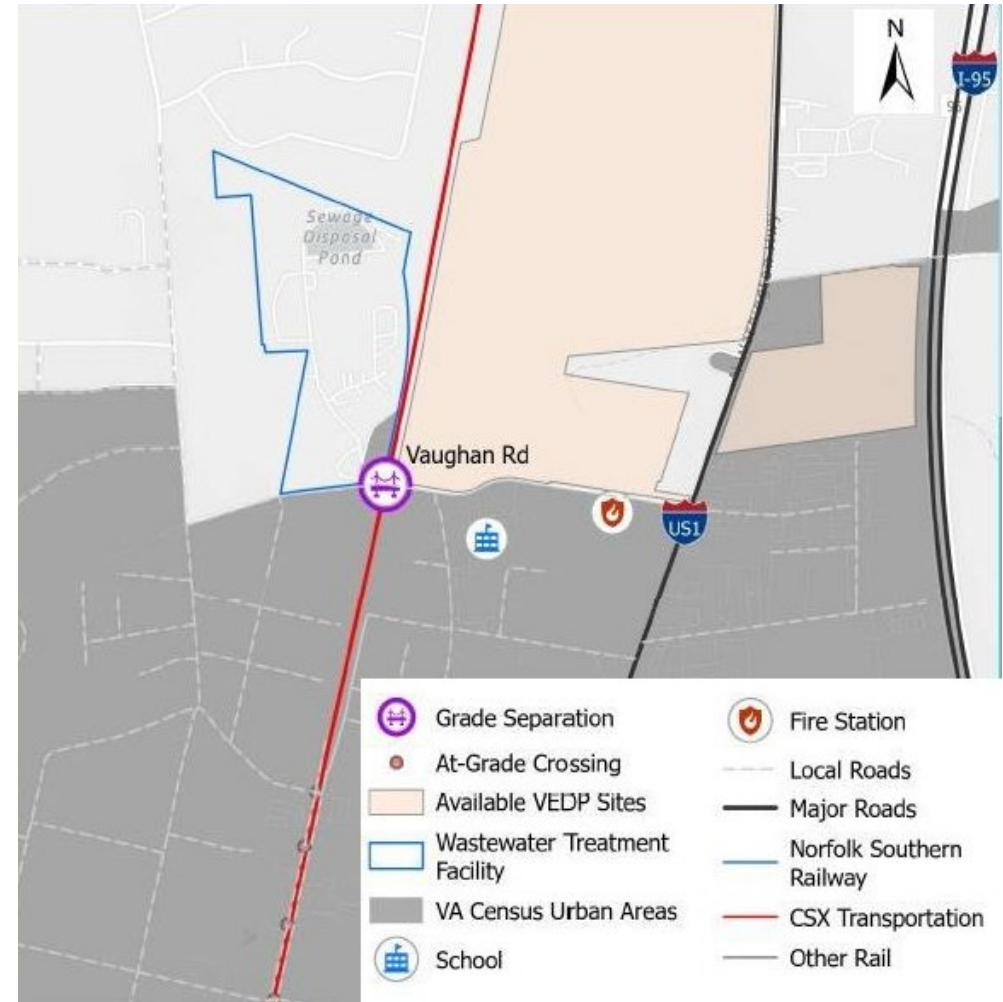 N
I-95
95
Sewage
Disposal
Pond
Vaughan Rd
US1
Grade Separation
At-Grade Crossing
Available VEDP Sites
Wastewater Treatment
Facility
VA Census Urban Areas
School
Fire Station
Local Roads
Major Roads
Norfolk Southern
Railway
CSX Transportation
Other Rail